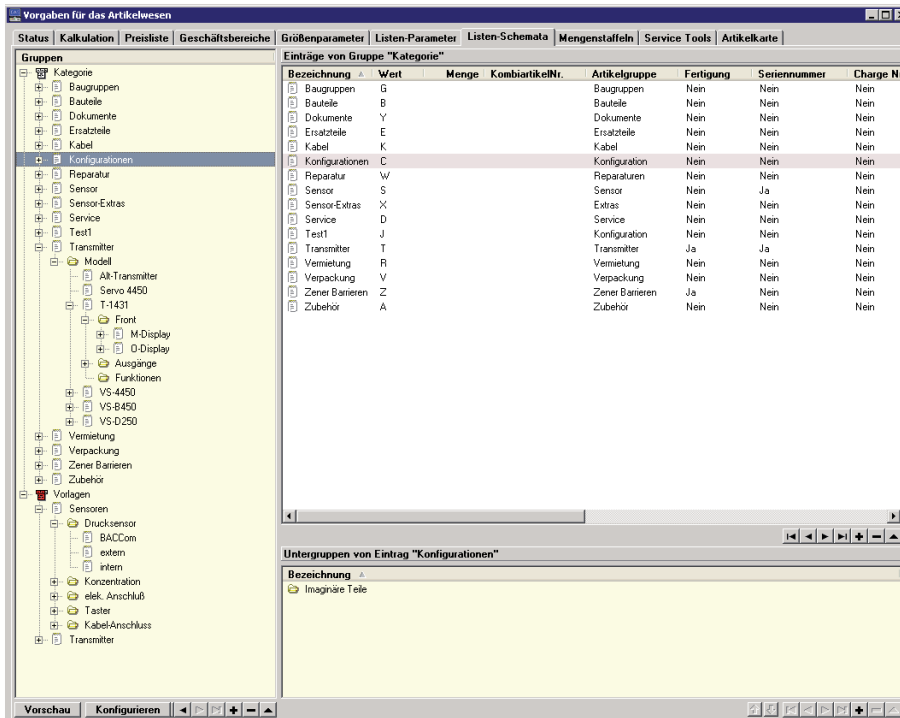 Vorgaben für das Artikelwesen
Status Kalkulation Preisliste Geschäftsbereiche Größenparameter Listen-Parameter Listen-Schemata Mengenstaffeln Service Tools Artikelkarte
Gruppen
Kategorie
Baugruppen
Bauteile
Dokumente
Ersatzteile
Kabel
Konfigurationen
Reparatur
Sensor
Sensor-Extras
Service
Test1
Transmitter
Modell
Alt-Transmitter
Servo 4450
T-1431
Front
M-Display
O-Display
Ausgänge
Funktionen
VS-4450
VS-B450
VS-D250
Vermietung
Verpackung
Zener Barrieren
Zubehör
Vorlagen
Sensoren
Drucksensor
BACCom
extern
intern
Konzentration
elek. Anschluß
Taster
Kabel-Anschluss
Transmitter
Vorschau Konfigurieren
Einträge von Gruppe "Kategorie"
Bezeichnung Wert Menge KombiartikelNr. Artikelgruppe Fertigung Seriennummer Charge N
Baugruppen G Baugruppen Nein Nein Nein
Bauteile B Bauteile Nein Nein Nein
Dokumente Y Dokumente Nein Nein Nein
Ersatzteile E Ersatzteile Nein Nein Nein
Kabel K Kabel Nein Nein Nein
Konfigurationen C Konfiguration Nein Nein Nein
Reparatur W Reparaturen Nein Nein Nein
Sensor S Sensor Nein Ja Nein
Sensor-Extras X Extras Nein Nein Nein
Service D Service Nein Nein Nein
Test1 J Konfiguration Nein Nein Nein
Transmitter T Transmitter Ja Ja Nein
Vermietung R Vermietung Nein Nein Nein
Verpackung V Verpackung Nein Nein Nein
Zener Barrieren Z Zener Barrieren Ja Nein Nein
Zubehör A Zubehör Nein Nein Nein
Untergruppen von Eintrag "Konfigurationen"
Bezeichnung
Imaginäre Teile